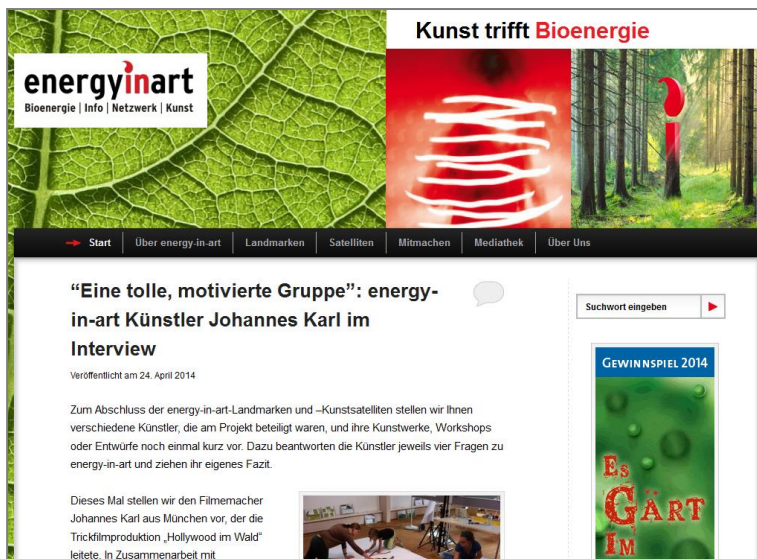 Kunst trifft Bioenergie
energyinart
Bioenergie | Info | Netzwerk | Kunst
Start
Über energy-in-art
Landmarken
Satelliten
Mitmachen
Mediathek
Über Uns
“Eine tolle, motivierte Gruppe”: energy-
in-art Künstler Johannes Karl im
Interview
Veröffentlicht am 24. April 2014
Zum Abschluss der energy-in-art-Landmarken und –Kunstsatelliten stellen wir Ihnen
verschiedene Künstler, die am Projekt beteiligt waren, und ihre Kunstwerke, Workshops
oder Entwürfe noch einmal kurz vor. Dazu beantworten die Künstler jeweils vier Fragen zu
energy-in-art und ziehen ihr eigenes Fazit.
Dieses Mal stellen wir den Filmemacher
Johannes Karl aus München vor, der die
Trickfilmproduktion „Hollywood im Wald“
leitete. In Zusammenarbeit mit
Suchwort eingeben
GEWINNSPIEL 2014
Es
GÄRT
IM